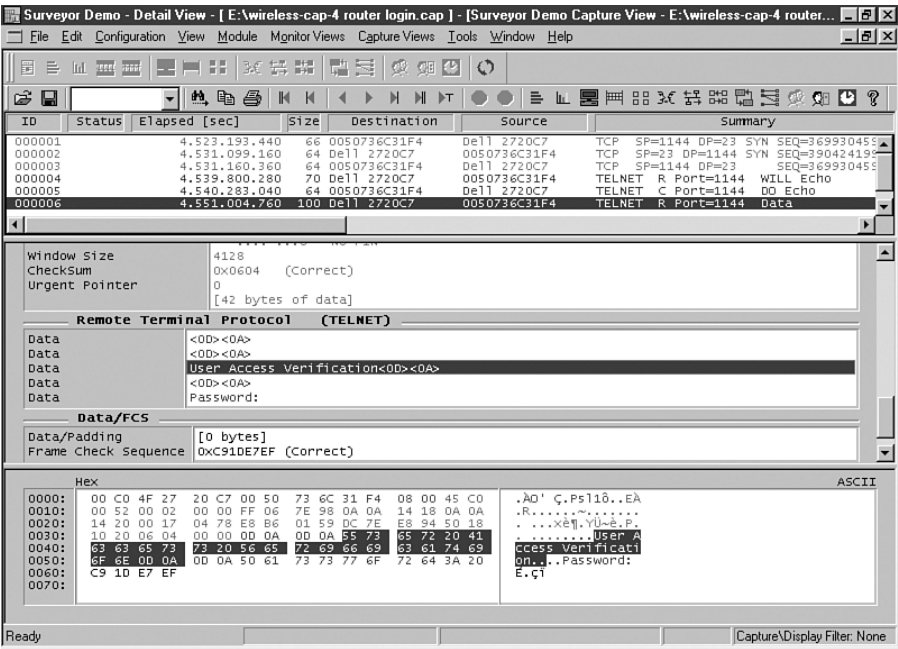 Surveyor Demo - Detail View - [ E:\wireless-cap-4 router login.cap ] - [Surveyor Demo Capture View - E:\wireless-cap-4 router...
File Edit Configuration View Module Monitor Views Capture Views Tools Window Help
ID Status Elapsed [sec] Size Destination Source Summary
000001 4.523.193.440 66 0050736C31F4 Dell 2720C7 TCP SP=1144 DP=23 SYN SEQ=369930459
000002 4.531.099.160 64 Dell 2720C7 0050736C31F4 TCP SP=23 DP=1144 SYN SEQ=390424199
000003 4.531.160.360 64 0050736C31F4 Dell 2720C7 TCP SP=1144 DP=23 SEQ=369930459
000004 4.539.800.280 70 Dell 2720C7 0050736C31F4 TELNET R Port=1144 WILL Echo
000005 4.540.283.040 64 0050736C31F4 Dell 2720C7 TELNET C Port=1144 DO Echo
000006 4.551.004.760 100 Dell 2720C7 0050736C31F4 TELNET R Port=1144 Data
Window Size 4128
CheckSum 0x0604 (Correct)
Urgent Pointer 0
[42 bytes of data]
Remote Terminal Protocol (TELNET)
Data <0D><0A>
Data <0D><0A>
Data User Access Verification<0D><0A>
Data <0D><0A>
Data Password:
Data/FCS
Data/Padding [0 bytes]
Frame Check Sequence 0xC91DE7EF (Correct)
Hex ASCII
0000: 00 C0 4F 27 20 C7 00 50 73 6C 31 F4 08 00 45 C0 .ÀO' Ç.Psl1ô..EÀ
0010: 00 52 00 02 00 00 FF 06 7E 98 0A 0A 14 18 0A 0A .R......~.......
0020: 14 20 00 17 04 78 E8 B6 01 59 DC 7E E8 94 50 18 . ...xè¶.YÜ~è.P.
0030: 10 20 06 04 00 00 0D 0A 0D 0A 55 73 65 72 20 41 . ........User A
0040: 63 63 65 73 73 20 56 65 72 69 66 69 63 61 74 69 ccess Verificati
0050: 6F 6E 0D 0A 0D 0A 50 61 73 73 77 6F 72 64 3A 20 on....Password:
0060: C9 1D E7 EF É.çï
0070:
Ready Capture\Display Filter: None